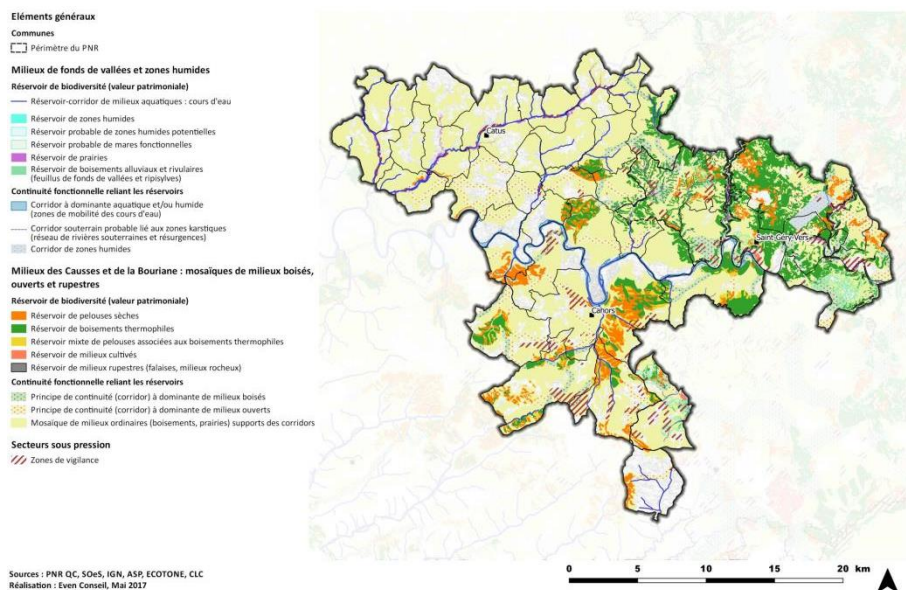 Eléments généraux
Communes
Périmètre du PNR
Milieux de fonds de vallées et zones humides
Réservoir de biodiversité (valeur patrimoniale)
Réservoir-corridor de milieux aquatiques : cours d'eau
Réservoir de zones humides
Réservoir probable de zones humides potentielles
Réservoir probable de mares fonctionnelles
Réservoir de prairies
Réservoir de boisements alluviaux et rivulaires
(feuillus de fonds de vallées et ripisylves)
Continuité fonctionnelle reliant les réservoirs
Corridor à dominante aquatique et/ou humide
(zones de mobilité des cours d'eau)
Corridor souterrain probable lié aux zones karstiques
(réseau de rivières souterraines et résurgences)
Corridor de zones humides
Milieux des Causses et de la Bouriane : mosaïques de milieux boisés,
ouverts et rupestres
Réservoir de biodiversité (valeur patrimoniale)
Réservoir de pelouses sèches
Réservoir de boisements thermophiles
Réservoir mixte de pelouses associées aux boisements thermophiles
Réservoir de milieux cultivés
Réservoir de milieux rupestres (falaises, milieux rocheux)
Continuité fonctionnelle reliant les réservoirs
Principe de continuité (corridor) à dominante de milieux boisés
Principe de continuité (corridor) à dominante de milieux ouverts
Mosaïque de milieux ordinaires (boisements, prairies) supports des corridors
Secteurs sous pression
Zones de vigilance
Catus
Saint-Géry-Vers
Cahors
Sources : PNR QC, SOeS, IGN, ASP, ECOTONE, CLC
Réalisation : Even Conseil, Mai 2017
0 5 10 15 20 km